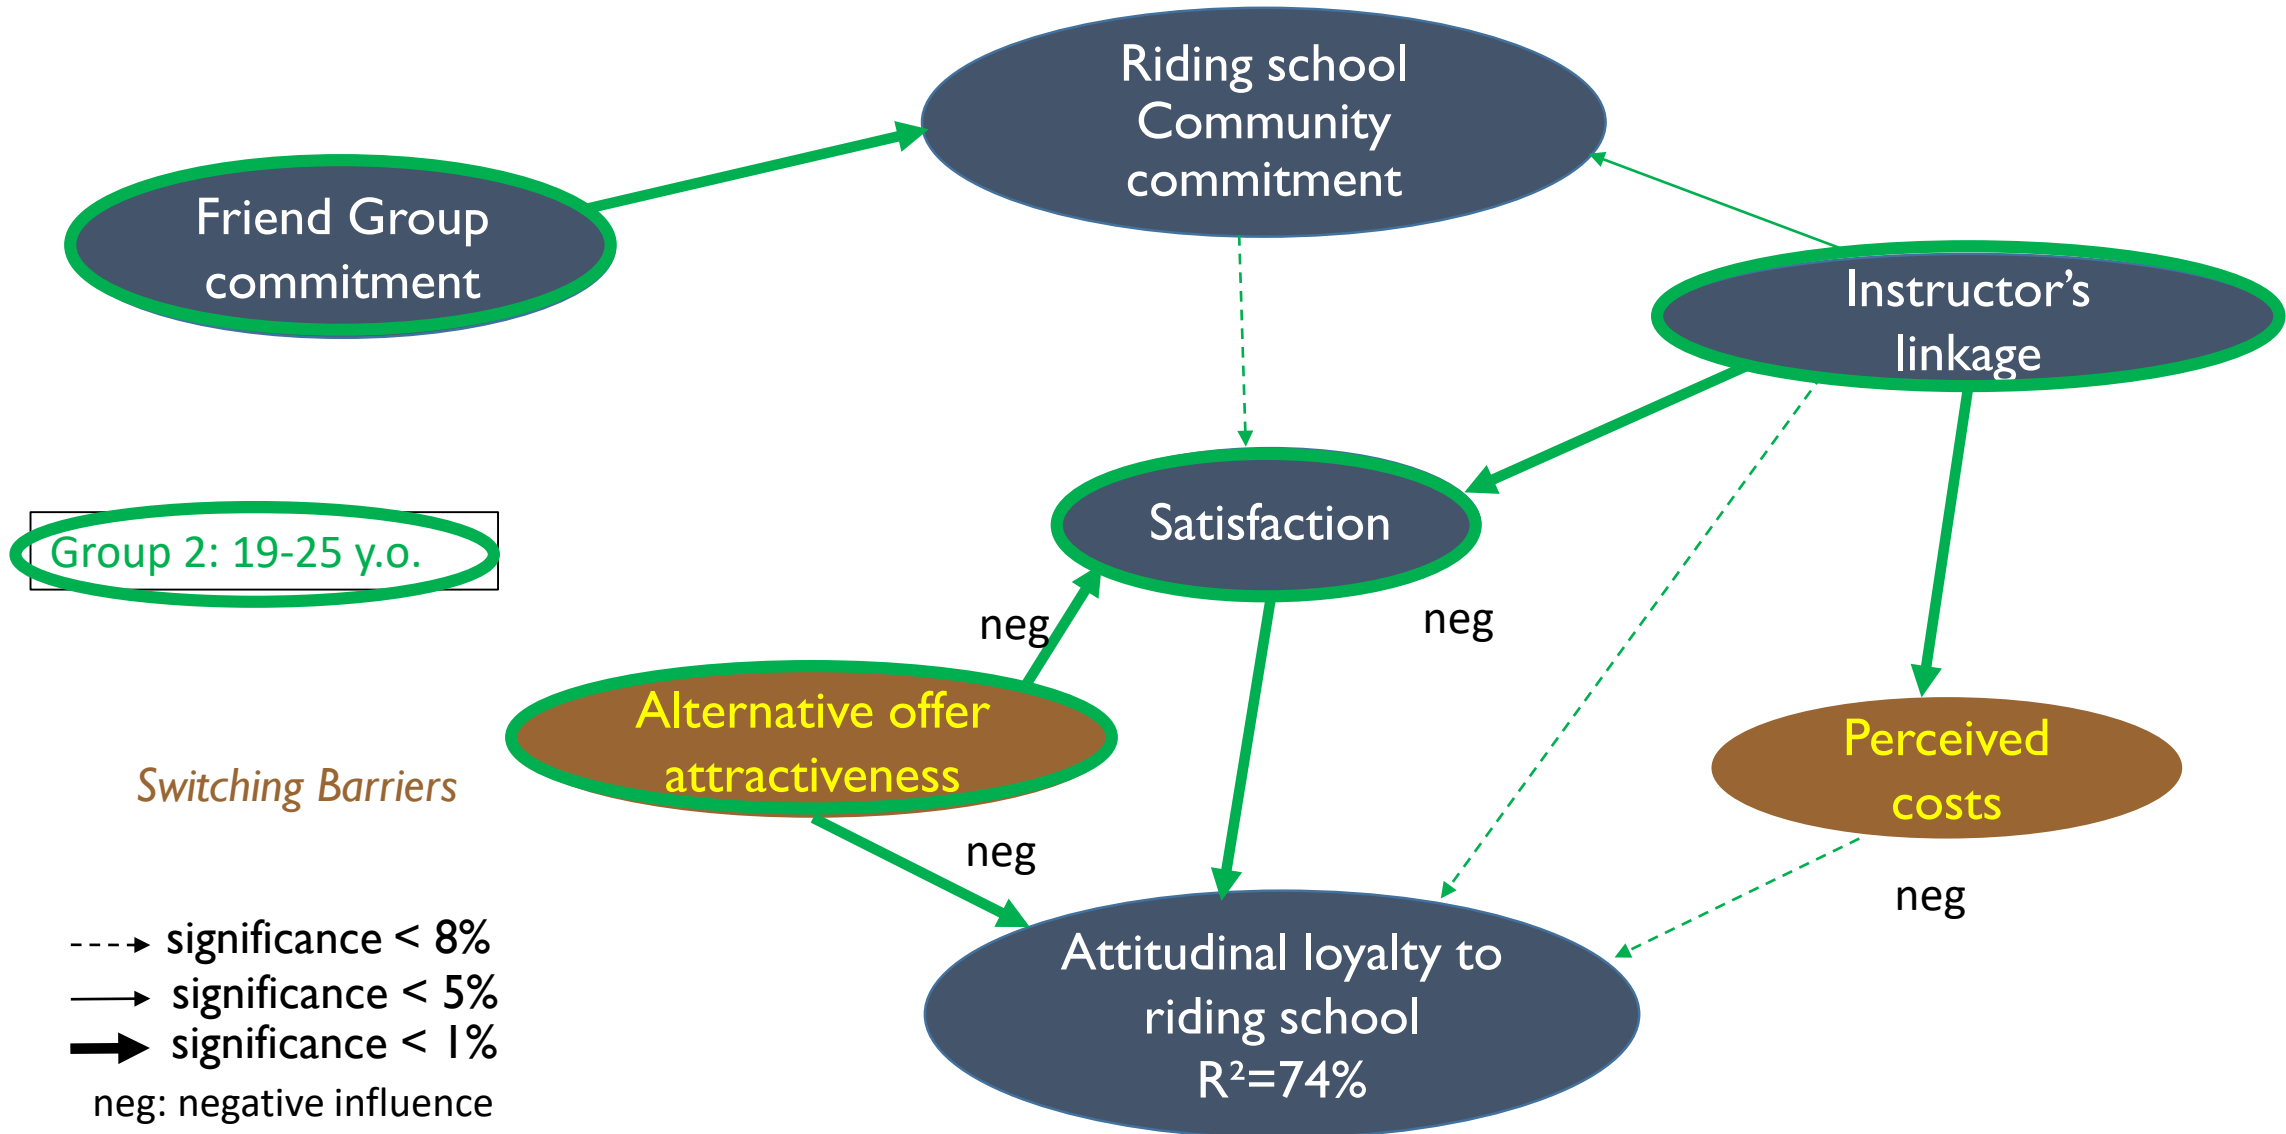 Riding school
Community
commitment
Friend Group
commitment
Instructor’s
linkage
Satisfaction
Group 2: 19-25 y.o.
neg
neg
Alternative offer
attractiveness
Perceived
costs
Switching Barriers
neg
neg
Attitudinal loyalty to
riding school
R²=74%
significance < 8%
significance < 5%
significance < 1%
neg: negative influence